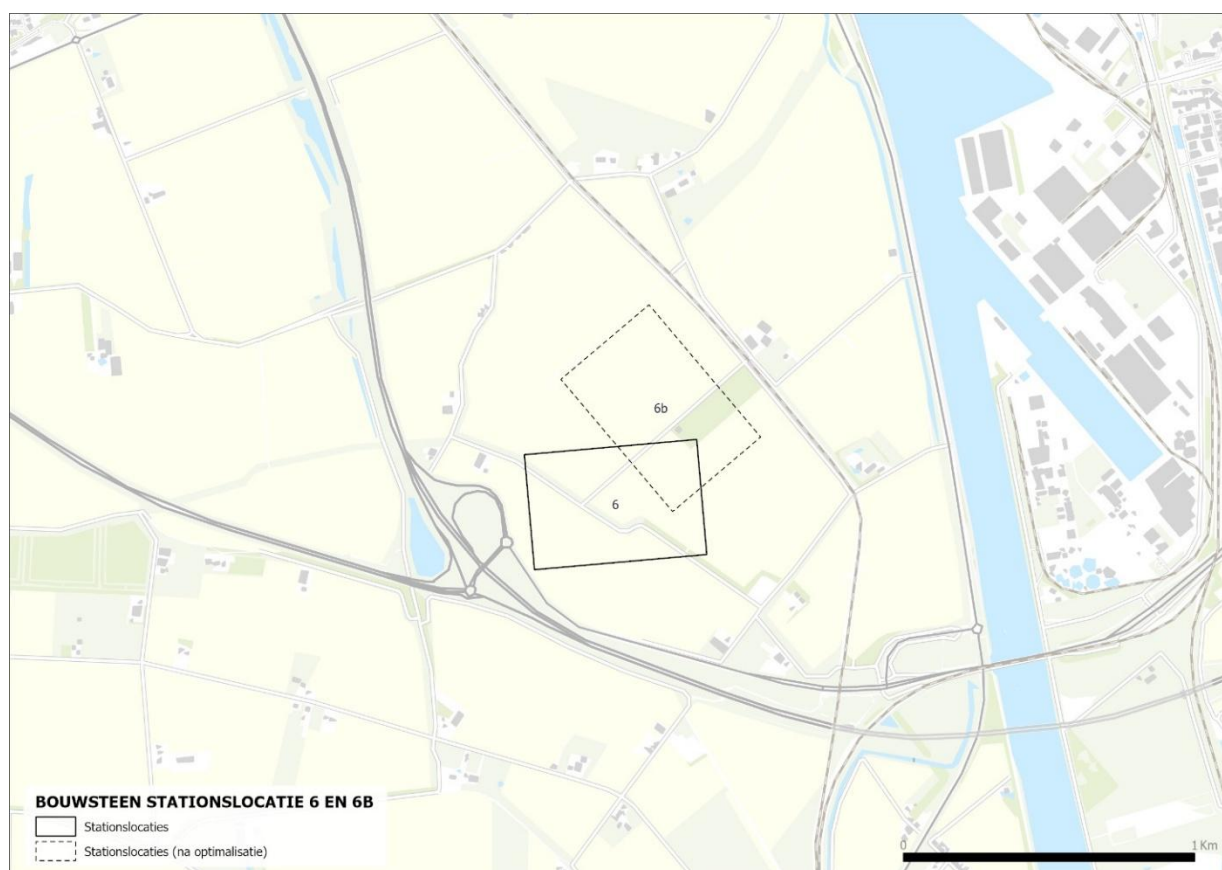 6b
6
BOUWSTEEN STATIONSLOCATIE 6 EN 6B
Stationslocaties
Stationslocaties (na optimalisatie)
0 1 Km